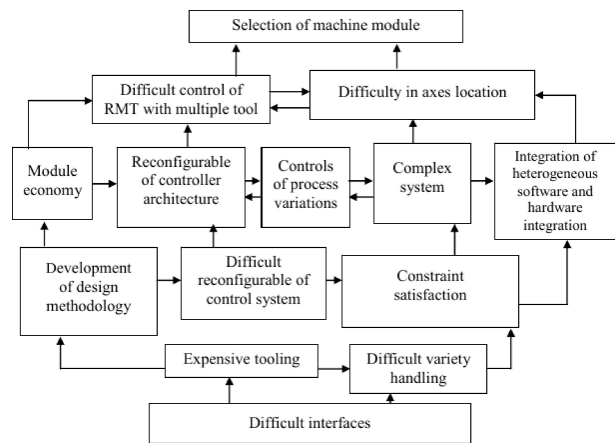 Selection of machine module
Difficult control of
RMT with multiple tool
Difficulty in axes location
Module
economy
Reconfigurable
of controller
architecture
Controls
of process
variations
Complex
system
Integration of
heterogeneous
software and
hardware
integration
Development
of design
methodology
Difficult
reconfigurable of
control system
Constraint
satisfaction
Expensive tooling
Difficult variety
handling
Difficult interfaces